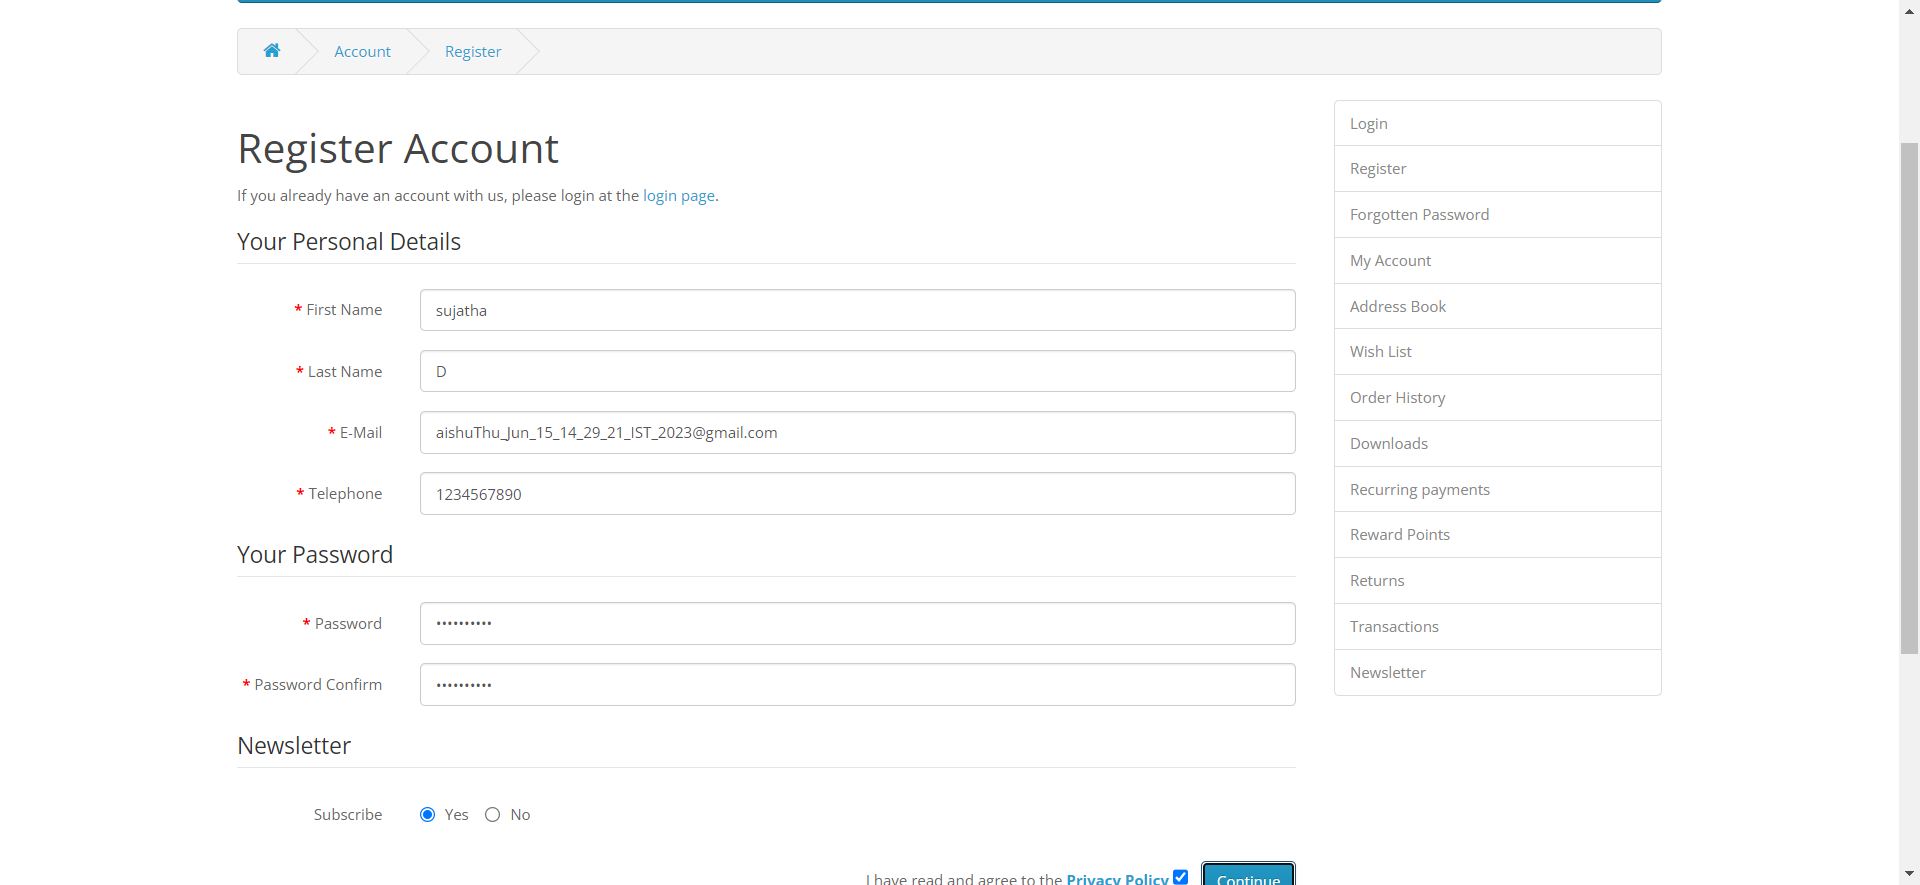 Account
Register
Register Account
If you already have an account with us, please login at the login page.
Your Personal Details
* First Name
sujatha
* Last Name
D
* E-Mail
aishuThu_Jun_15_14_29_21_IST_2023@gmail.com
* Telephone
1234567890
Your Password
* Password
••••••••••
* Password Confirm
••••••••••
Newsletter
Subscribe
Yes
No
I have read and agree to the Privacy Policy
Continue
Login
Register
Forgotten Password
My Account
Address Book
Wish List
Order History
Downloads
Recurring payments
Reward Points
Returns
Transactions
Newsletter